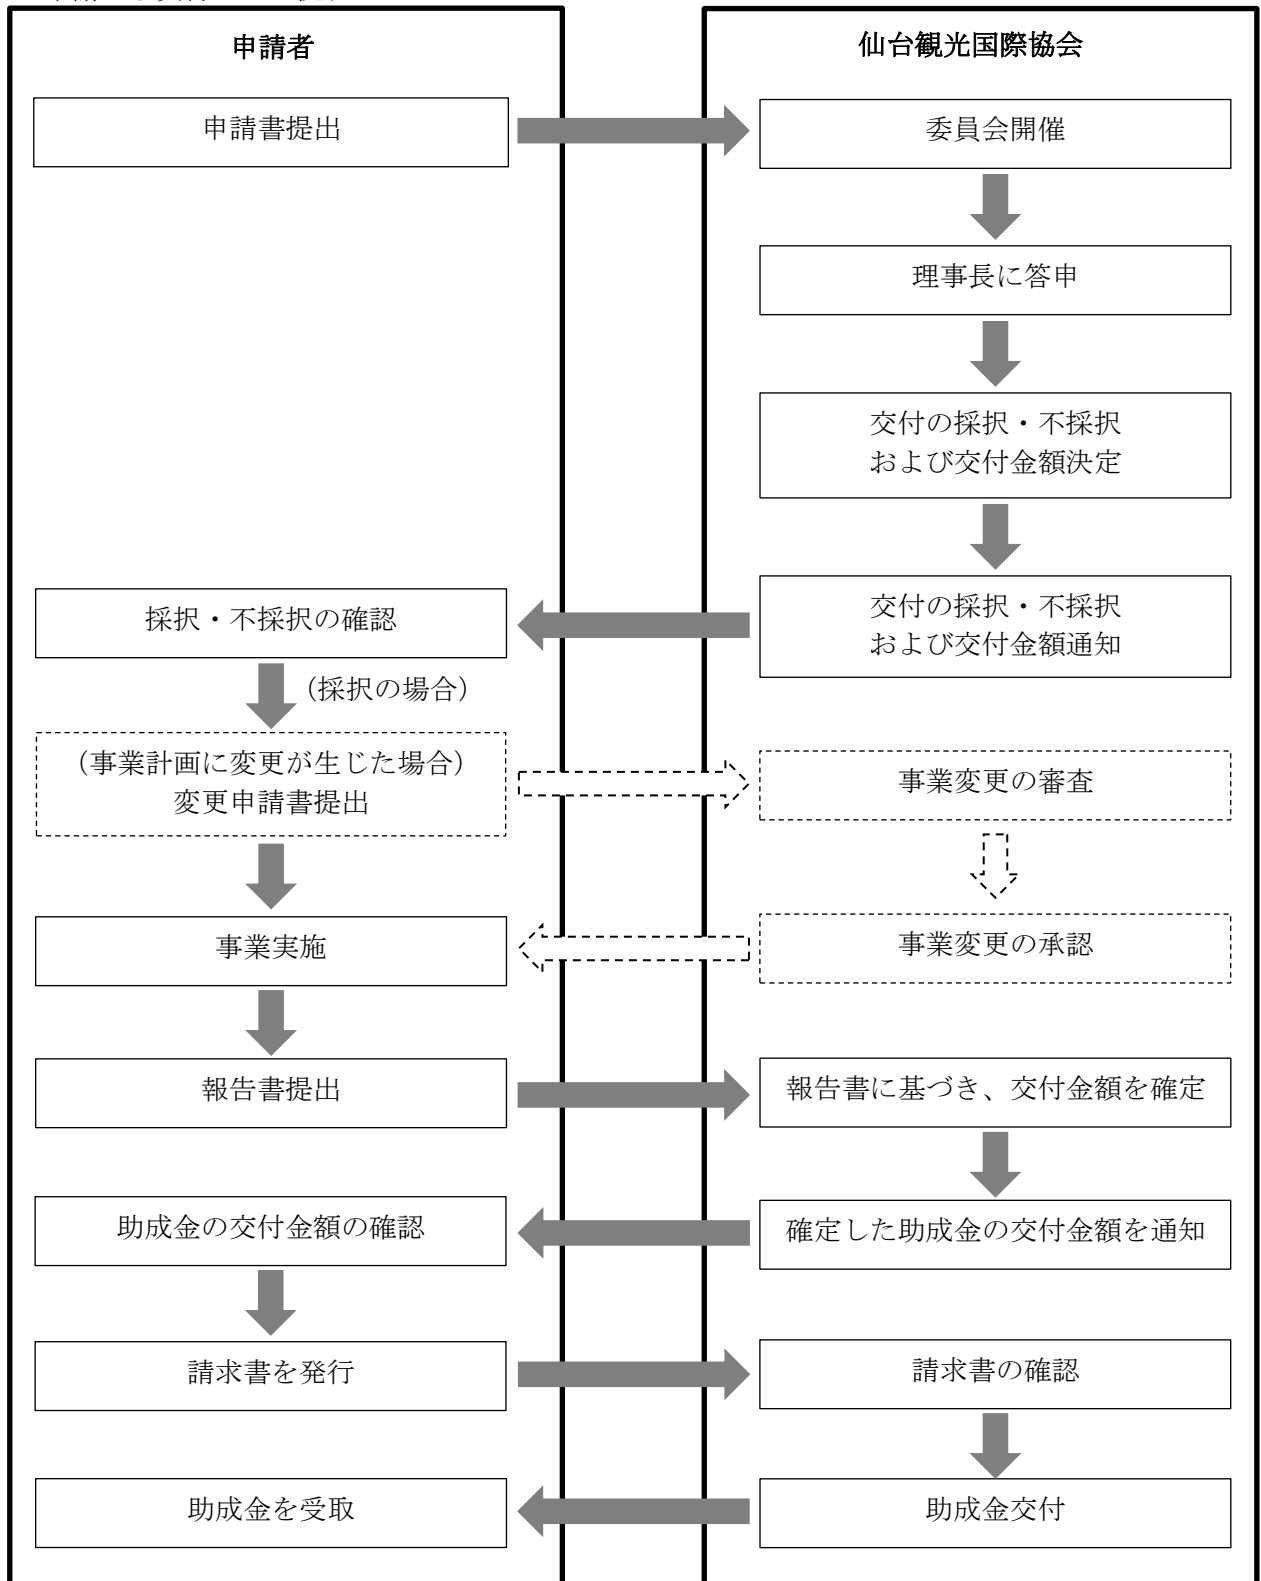 申請者
仙台観光国際協会
申請書提出
委員会開催
理事長に答申
交付の採択・不採択
および交付金額決定
採択・不採択の確認
交付の採択・不採択
および交付金額通知
（採択の場合）
（事業計画に変更が生じた場合）
変更申請書提出
事業変更の審査
事業実施
事業変更の承認
報告書提出
報告書に基づき、交付金額を確定
助成金の交付金額の確認
確定した助成金の交付金額を通知
請求書を発行
請求書の確認
助成金を受取
助成金交付